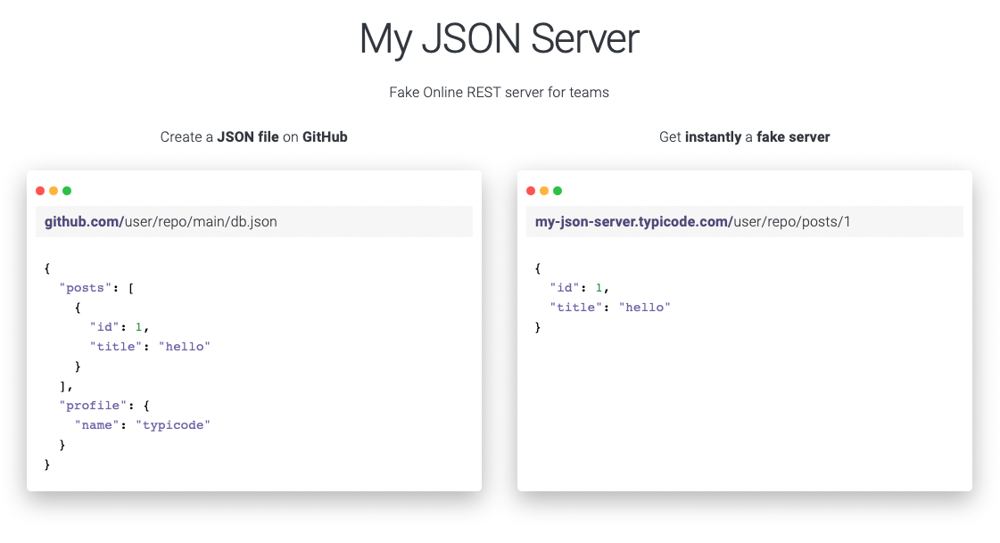 My JSON Server
Fake Online REST server for teams
Create a JSON file on GitHub
github.com/user/repo/main/db.json
{
  "posts": [
    {
      "id": 1,
      "title": "hello"
    }
  ],
  "profile": {
    "name": "typicode"
  }
}
Get instantly a fake server
my-json-server.typicode.com/user/repo/posts/1
{
  "id": 1,
  "title": "hello"
}